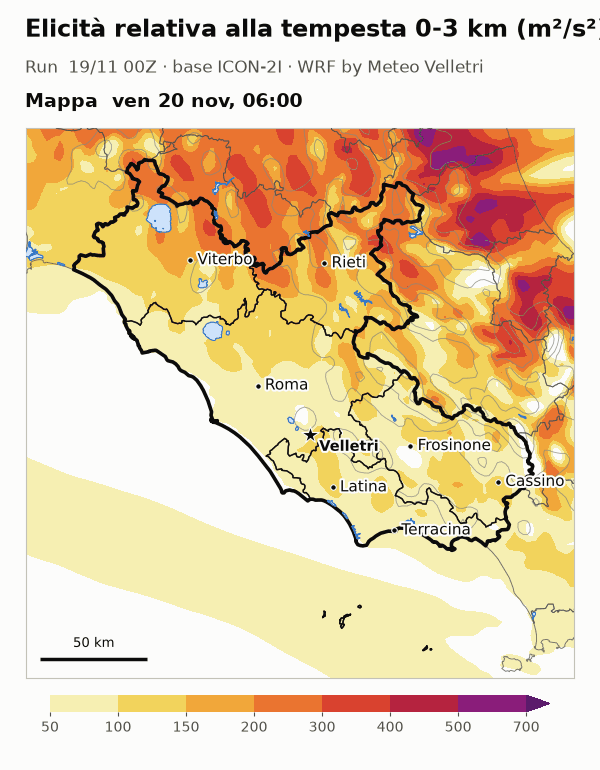 Elicità relativa alla tempesta 0-3 km (m²/s²)
Run  19/11 00Z · base ICON-2I · WRF by Meteo Velletri
Mappa  ven 20 nov, 06:00
Viterbo
Rieti
Roma
Velletri
Frosinone
Cassino
Latina
Terracina
50 km
50 100 150 200 300 400 500 700